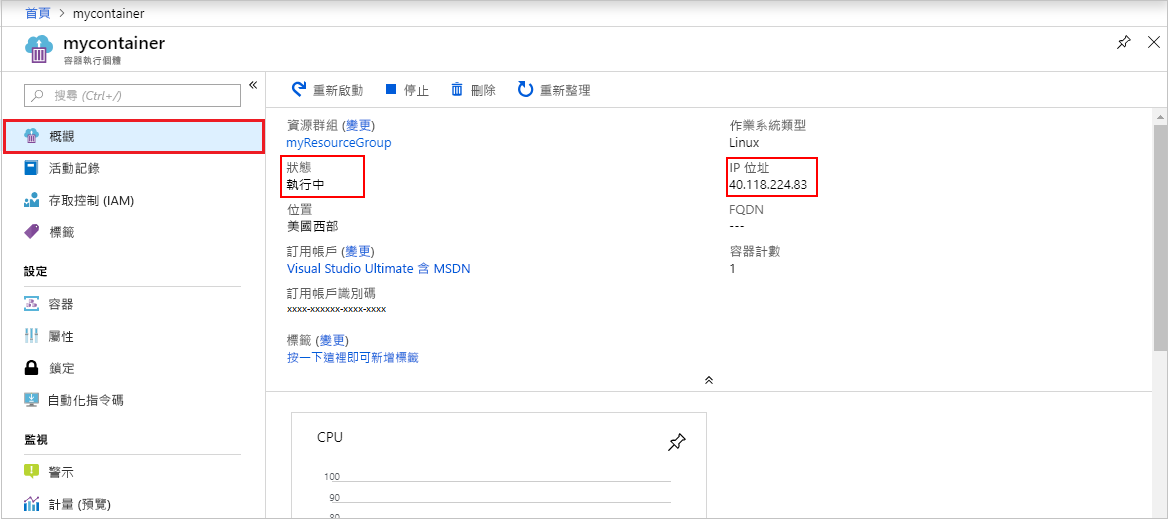 首頁 > mycontainer
mycontainer
容器執行個體
搜尋 (Ctrl+/)
概觀
活動記錄
存取控制 (IAM)
標籤
設定
容器
屬性
鎖定
自動化指令碼
監視
警示
計量 (預覽)
重新啟動 停止 刪除 重新整理
資源群組 (變更)
myResourceGroup
狀態
執行中
位置
美國西部
訂用帳戶 (變更)
Visual Studio Ultimate 含 MSDN
訂用帳戶識別碼
xxxx-xxxxxx-xxxx-xxxx
標籤 (變更)
按一下這裡即可新增標籤
作業系統類型
Linux
IP 位址
40.118.224.83
FQDN
---
容器計數
1
CPU
100
90
80